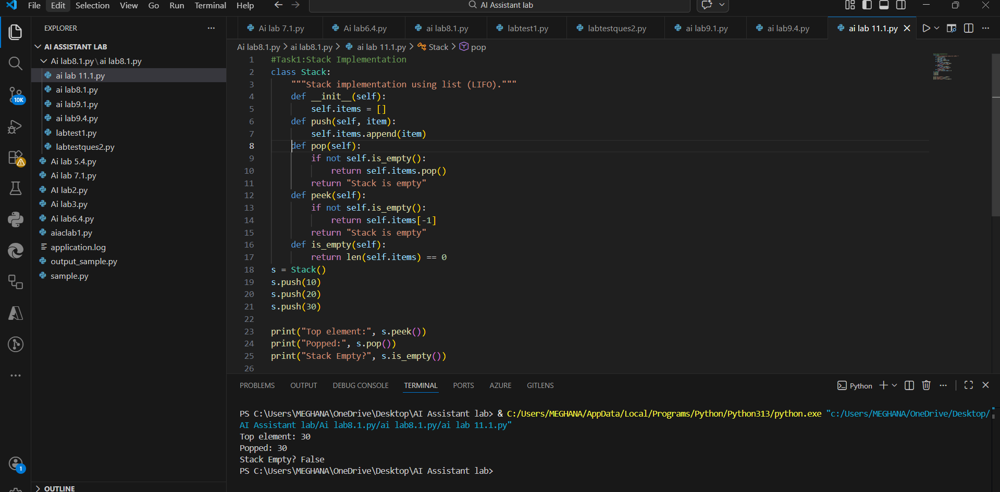 File Edit Selection View Go Run Terminal Help AI Assistant lab
EXPLORER
AI ASSISTANT LAB
Ai lab8.1.py\ai lab8.1.py
ai lab 11.1.py
ai lab8.1.py
ai lab9.1.py
ai lab9.4.py
labtest1.py
labtestques2.py
Ai lab 5.4.py
Ai lab 7.1.py
AI lab2.py
Ai lab3.py
Ai lab6.4.py
aiaclab1.py
application.log
output_sample.py
sample.py
OUTLINE
10K
1
Ai lab 7.1.py Ai lab6.4.py ai lab8.1.py labtest1.py labtestques2.py ai lab9.1.py ai lab9.4.py ai lab 11.1.py
Ai lab8.1.py > ai lab8.1.py > ai lab 11.1.py > Stack > pop
1 #Task1:Stack Implementation
2 class Stack:
3     """Stack implementation using list (LIFO)."""
4     def __init__(self):
5         self.items = []
6     def push(self, item):
7         self.items.append(item)
8     def pop(self):
9         if not self.is_empty():
10             return self.items.pop()
11         return "Stack is empty"
12     def peek(self):
13         if not self.is_empty():
14             return self.items[-1]
15         return "Stack is empty"
16     def is_empty(self):
17         return len(self.items) == 0
18 s = Stack()
19 s.push(10)
20 s.push(20)
21 s.push(30)
22
23 print("Top element:", s.peek())
24 print("Popped:", s.pop())
25 print("Stack Empty?", s.is_empty())
26
PROBLEMS OUTPUT DEBUG CONSOLE TERMINAL PORTS AZURE GITLENS Python
PS C:\Users\MEGHANA\OneDrive\Desktop\AI Assistant lab> & C:/Users/MEGHANA/AppData/Local/Programs/Python/Python313/python.exe "c:/Users/MEGHANA/OneDrive/Desktop/
AI Assistant lab/Ai lab8.1.py/ai lab8.1.py/ai lab 11.1.py"
Top element: 30
Popped: 30
Stack Empty? False
PS C:\Users\MEGHANA\OneDrive\Desktop\AI Assistant lab>